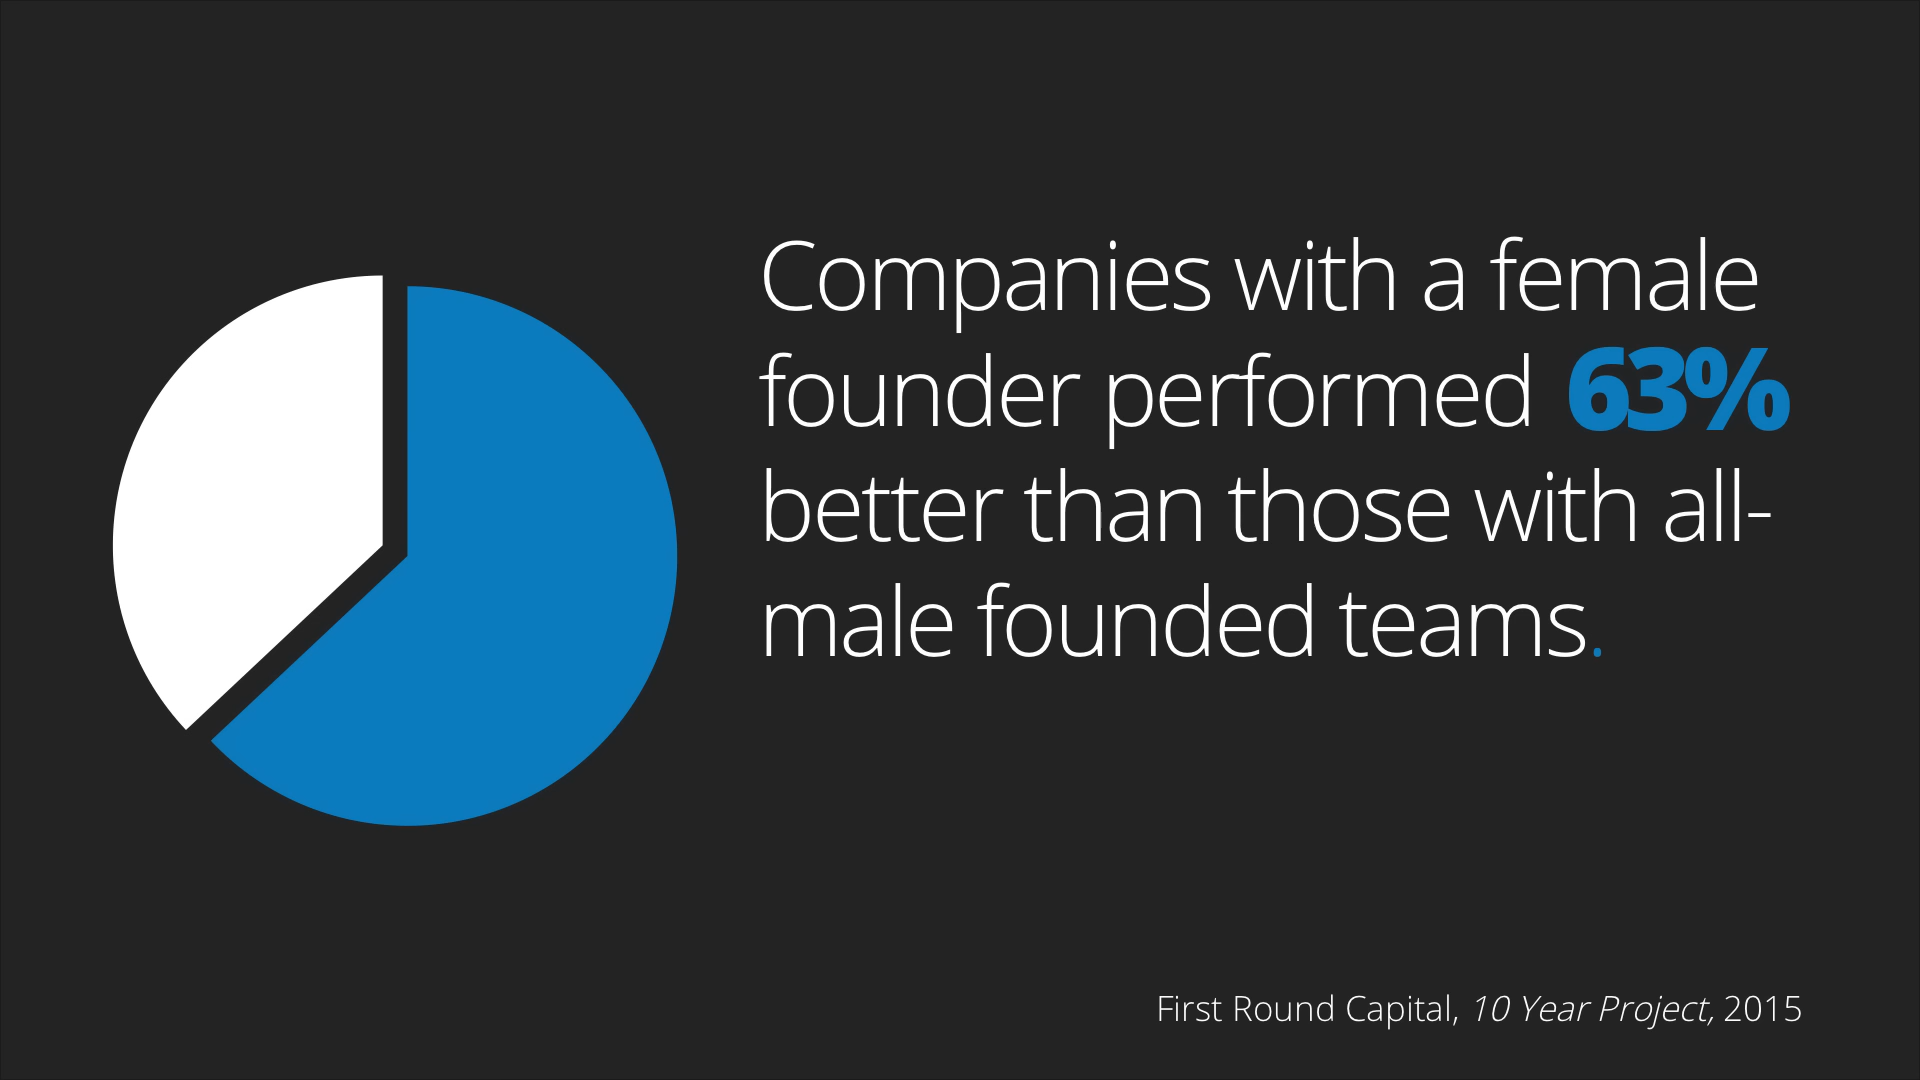 Companies with a female
founder performed 63%
better than those with all-
male founded teams.
First Round Capital, 10 Year Project, 2015